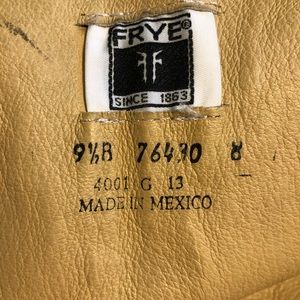 FRYE®
SINCE 1863
9½B 76430 8
4001 G 13
MADE IN MEXICO